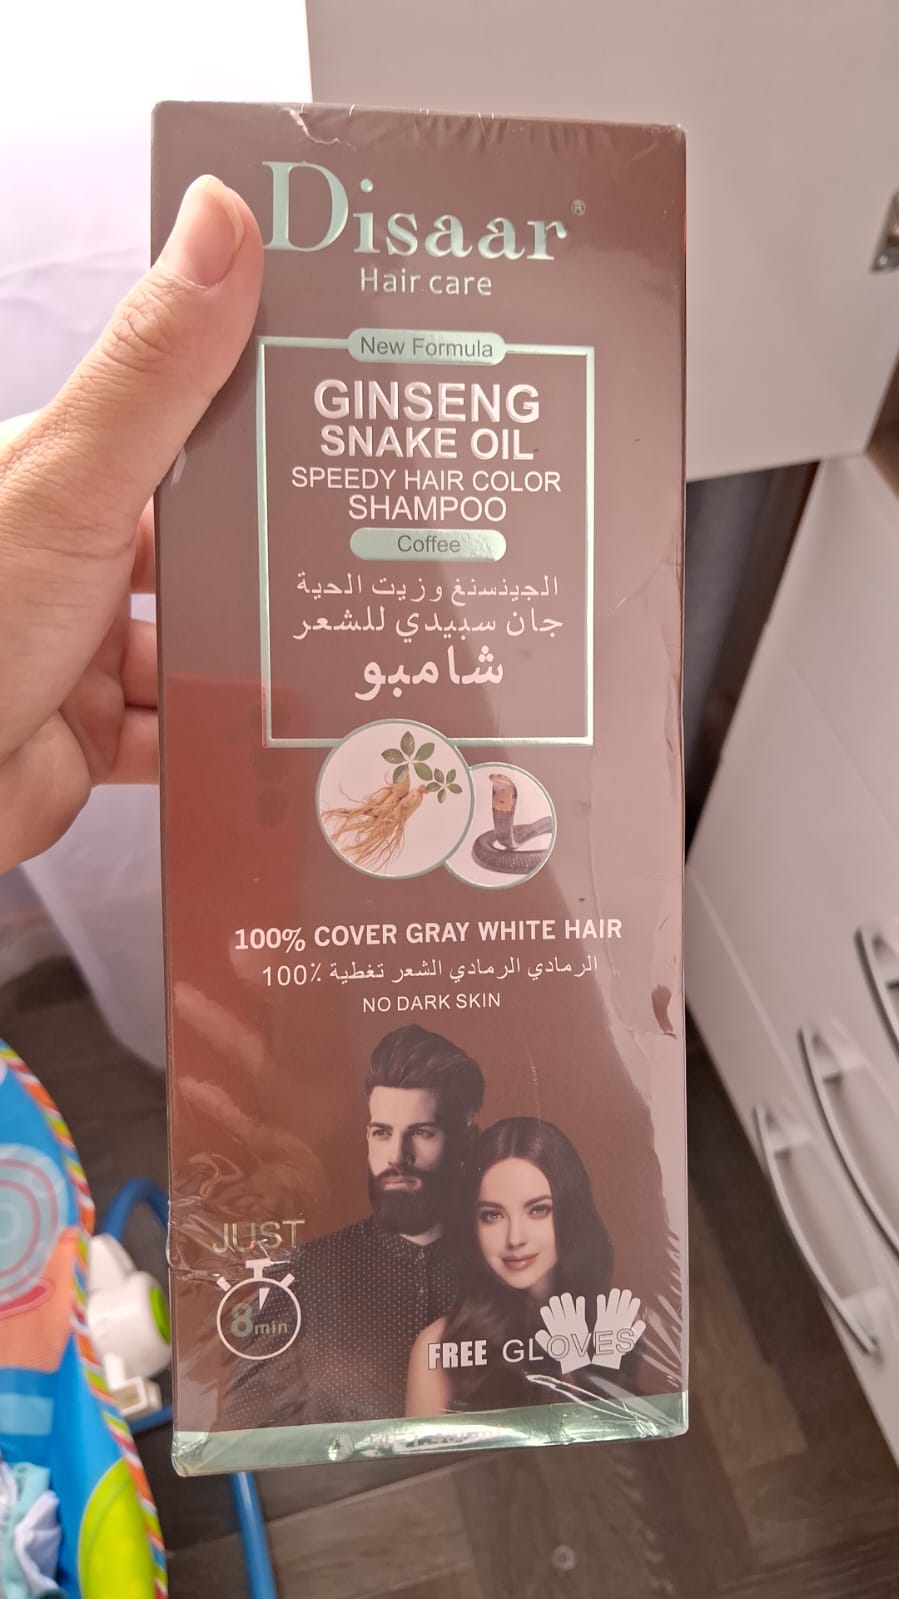 Disaar®
Hair care
New Formula
GINSENG
SNAKE OIL
SPEEDY HAIR COLOR
SHAMPOO
Coffee
الجينسنغ وزيت الحية
جان سبيدي للشعر
شامبو
100% COVER GRAY WHITE HAIR
الرمادي الرمادي الشعر تغطية ٪100
NO DARK SKIN
JUST
8min
FREE GLOVES